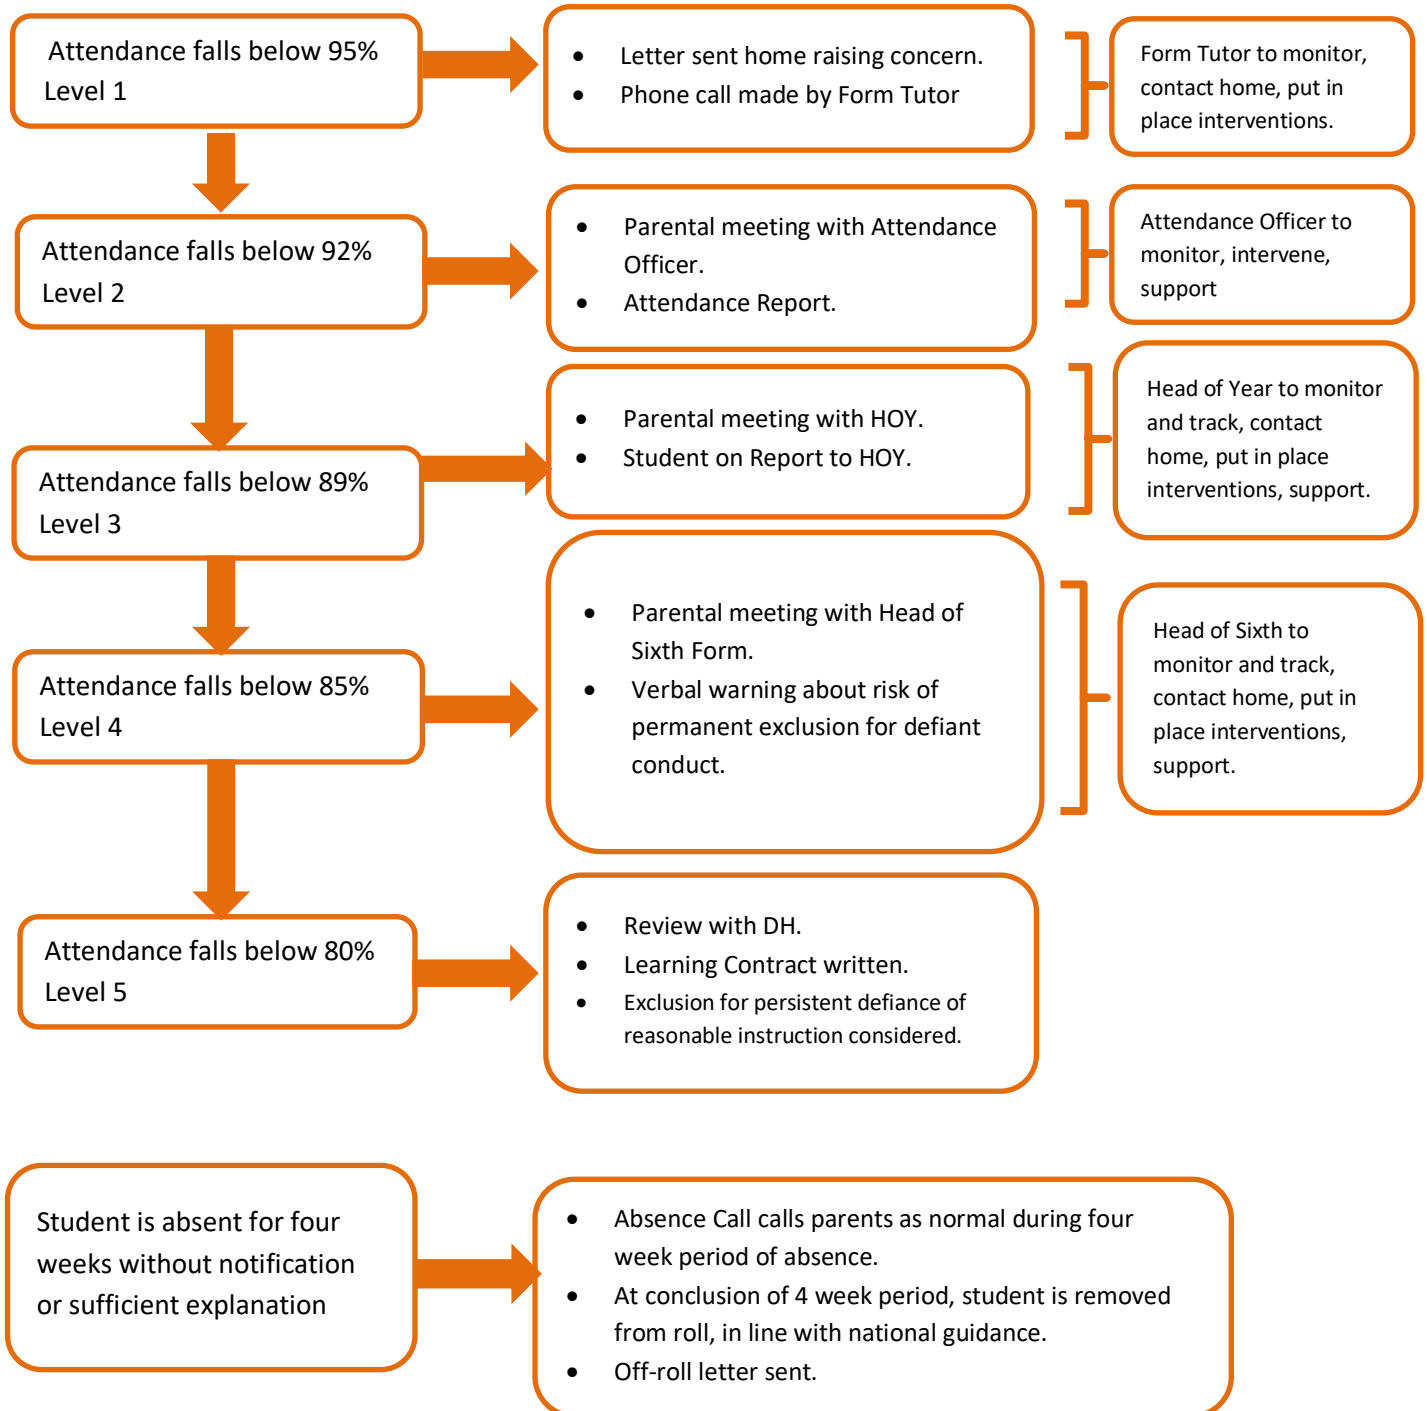 Attendance falls below 95%
Level 1
• Letter sent home raising concern.
• Phone call made by Form Tutor
Form Tutor to monitor,
contact home, put in
place interventions.
Attendance falls below 92%
Level 2
• Parental meeting with Attendance
Officer.
• Attendance Report.
Attendance Officer to
monitor, intervene,
support
Attendance falls below 89%
Level 3
• Parental meeting with HOY.
• Student on Report to HOY.
Head of Year to monitor
and track, contact
home, put in place
interventions, support.
Attendance falls below 85%
Level 4
• Parental meeting with Head of
Sixth Form.
• Verbal warning about risk of
permanent exclusion for defiant
conduct.
Head of Sixth to
monitor and track,
contact home, put in
place interventions,
support.
Attendance falls below 80%
Level 5
• Review with DH.
• Learning Contract written.
• Exclusion for persistent defiance of
reasonable instruction considered.
Student is absent for four
weeks without notification
or sufficient explanation
• Absence Call calls parents as normal during four
week period of absence.
• At conclusion of 4 week period, student is removed
from roll, in line with national guidance.
• Off-roll letter sent.